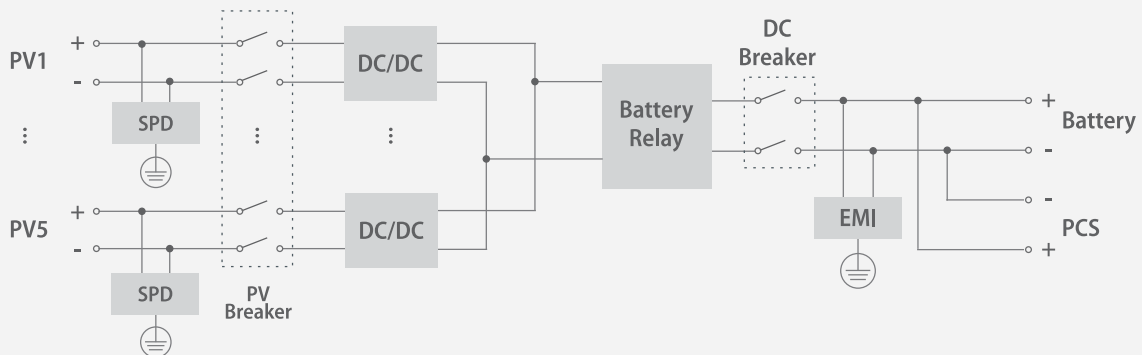 PV1
+
-
SPD
DC/DC
PV5
+
-
SPD
DC/DC
PV
Breaker
Battery
Relay
DC
Breaker
EMI
+
Battery
-
-
PCS
+